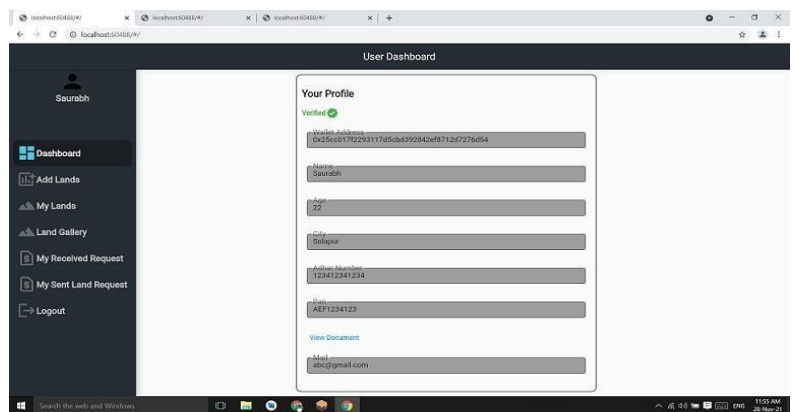 localhost:60488/#/
localhost:60488/#/
localhost:60488/#/
localhost:60488/#/
User Dashboard
Saurabh
Dashboard
Add Lands
My Lands
Land Gallery
My Received Request
My Sent Land Request
Logout
Your Profile
Verified
Wallet Address
0x25cc017f2293117d5cbd392842ef8712d7276d54
Name
Saurabh
Age
22
City
Solapur
Adhar Number
123412341234
Pan
AEF1234123
View Document
Mail
abc@gmail.com
Search the web and Windows
ENG
11:55 AM
28-Nov-21